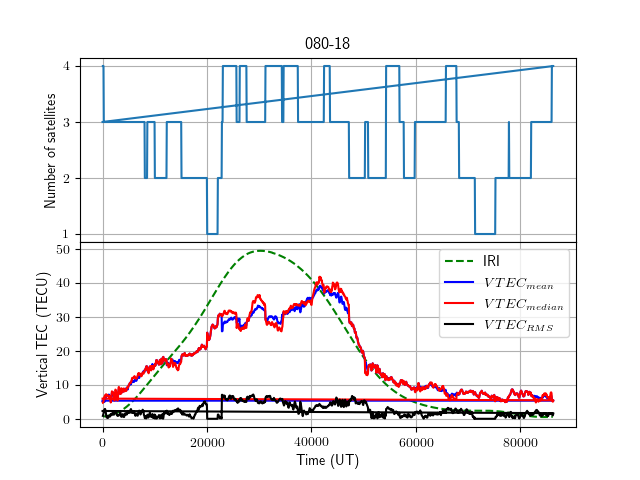 080-18
Number of satellites
4
3
2
1
Vertical TEC (TECU)
50
40
30
20
10
0
IRI
VTEC_mean
VTEC_median
VTEC_RMS
0 20000 40000 60000 80000
Time (UT)